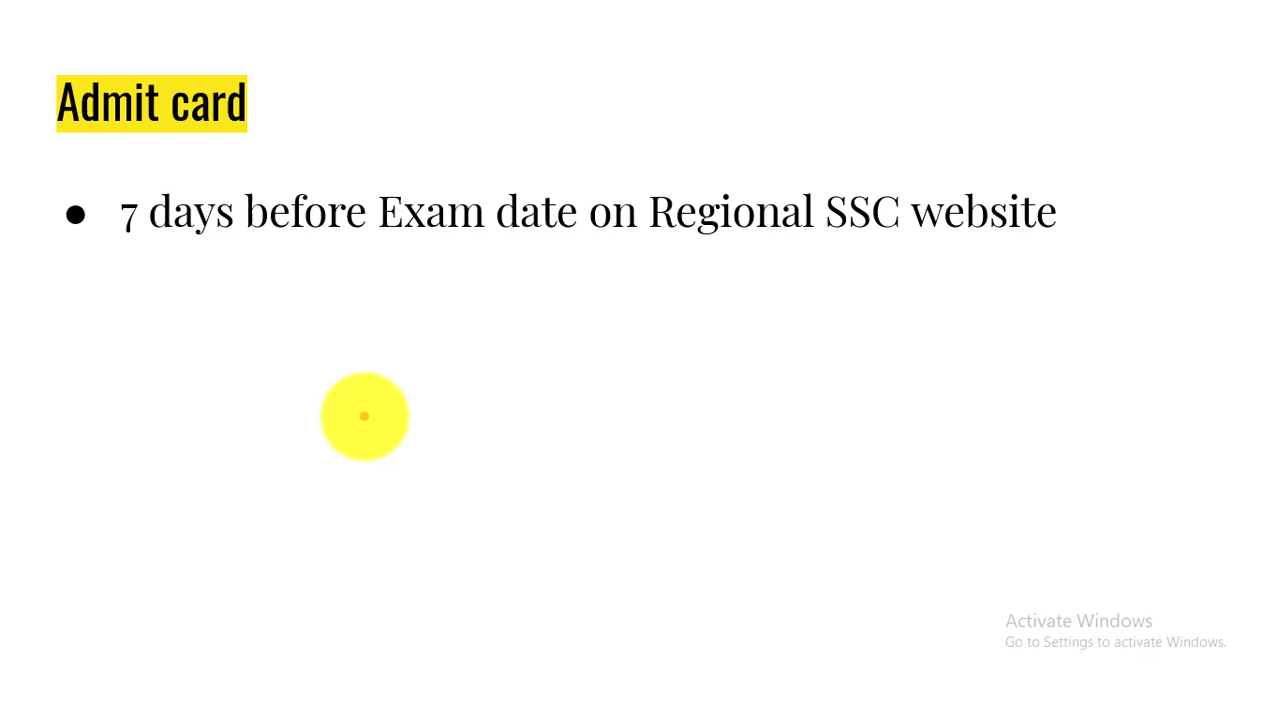 Admit card
● 7 days before Exam date on Regional SSC website
Activate Windows
Go to Settings to activate Windows.